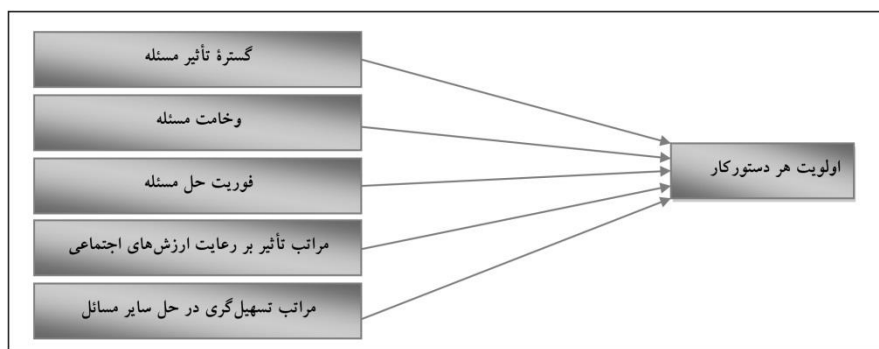 گسترهٔ تأثیر مسئله
وخامت مسئله
فوریت حل مسئله
مراتب تأثیر بر رعایت ارزش‌های اجتماعی
مراتب تسهیل‌گری در حل سایر مسائل
اولویت هر دستورکار